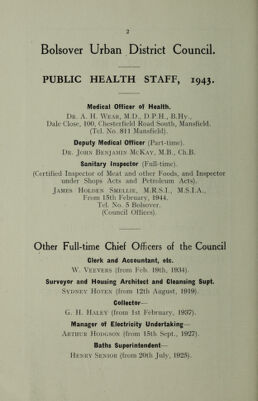 2
Bolsover Urban District Council.
PUBLIC HEALTH STAFF, 1943.
Medical Officer of Health.
Dr. A. H. Wear, M.D., D.P.H., B.Hy.,
Dale Close, 100, Chesterfield Road South, Mansfield.
(Tel. No. 811 Mansfield).
Deputy Medical Officer (Part-time).
Dr. John Benjamin McKay, M.B., Ch.B.
Sanitary Inspector (Full-time).
(Certified Inspector of Meat and other Foods, and Inspector
under Shops Acts and Petroleum Acts).
James Holden Smellie, M.R.S.I., M.S.I.A.,
From 15th February, 1944.
Tel. No. 5 Bolsover.
(Council Offices).
Other Full-time Chief Officers of the Council
Clerk and Accountant, etc.
W. Veevers (from Feb. 19th, 1934).
Surveyor and Housing Architect and Cleansing Supt.
Sydney Hoten (from 12th August, 1919).
Collector—
G. H. Haley (from 1st February, 1937).
Manager of Electricity Undertaking—
Arthur Hodgson (from 15th Sept., 1927).
Baths Superintendent—
Henry Senior (from 20th July, 1925).